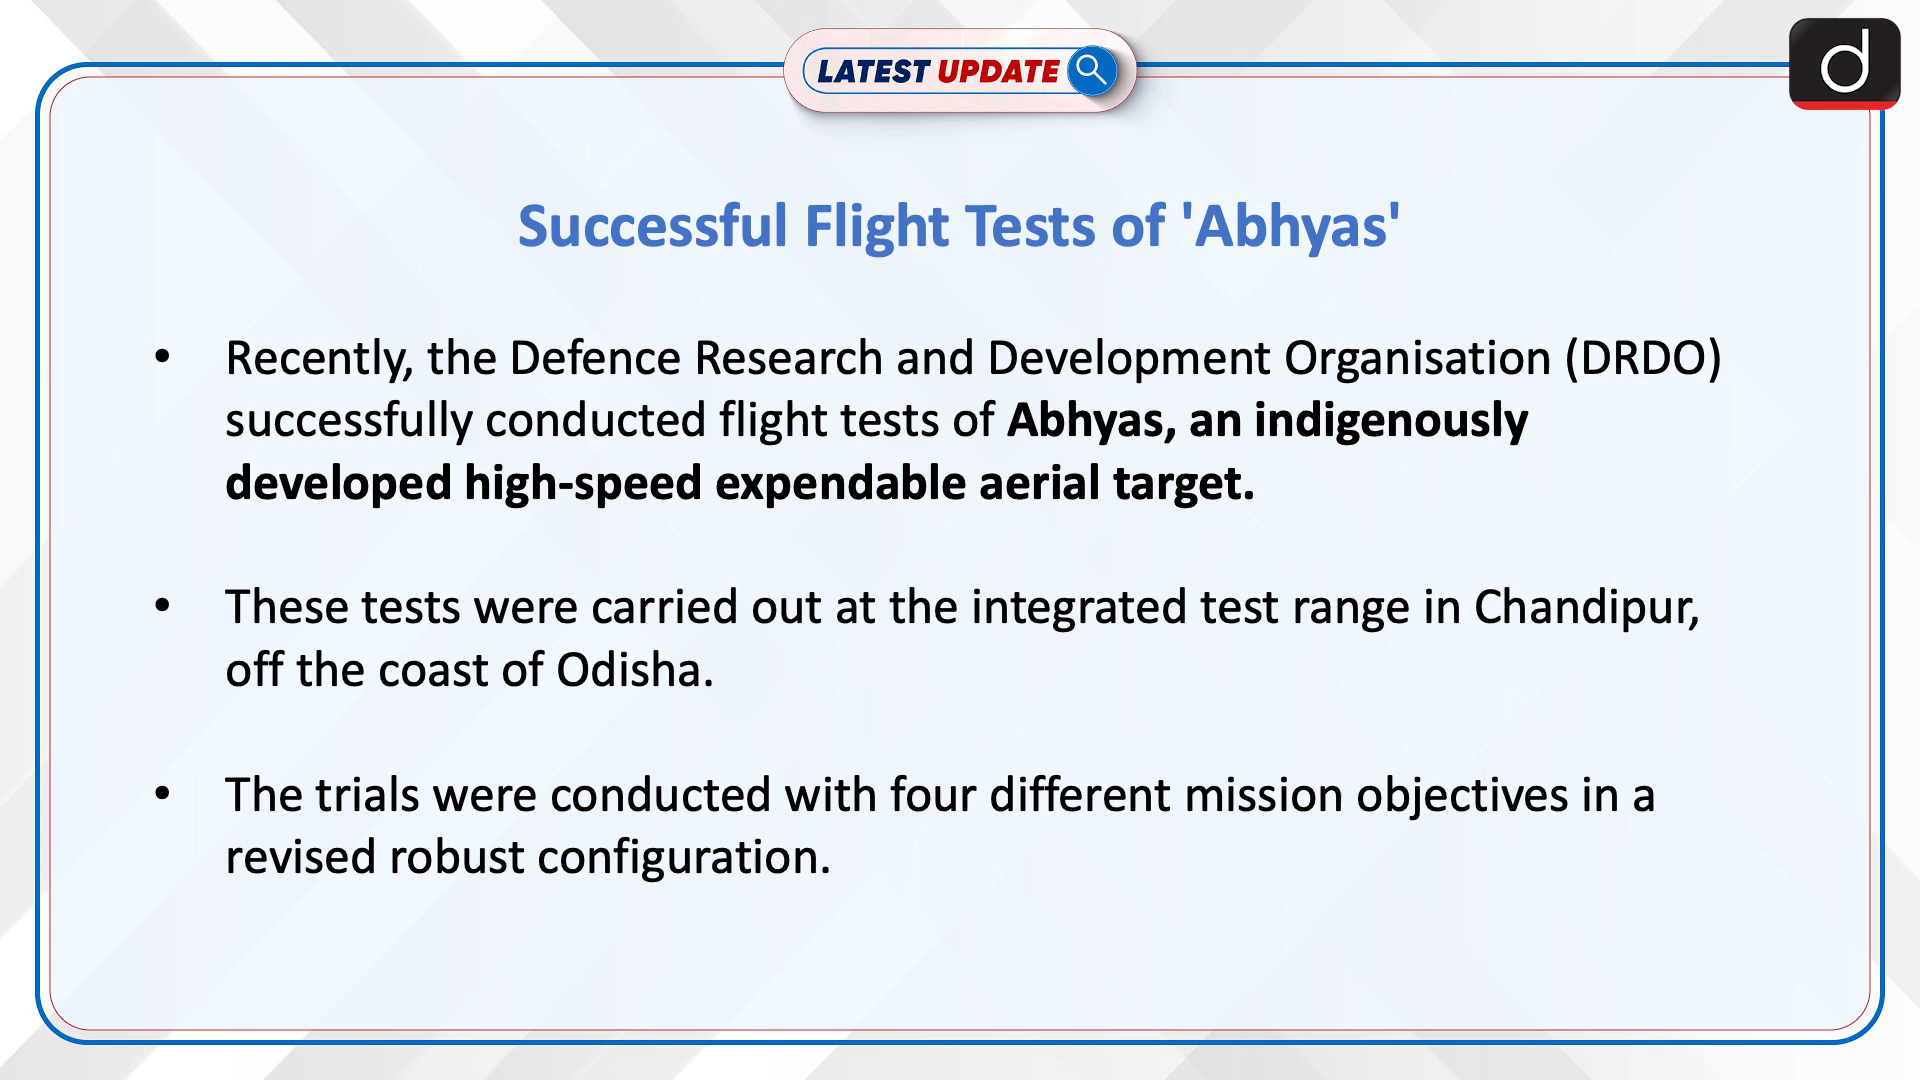 LATEST UPDATE
d
Successful Flight Tests of 'Abhyas'
• Recently, the Defence Research and Development Organisation (DRDO)
successfully conducted flight tests of Abhyas, an indigenously
developed high-speed expendable aerial target.
• These tests were carried out at the integrated test range in Chandipur,
off the coast of Odisha.
• The trials were conducted with four different mission objectives in a
revised robust configuration.